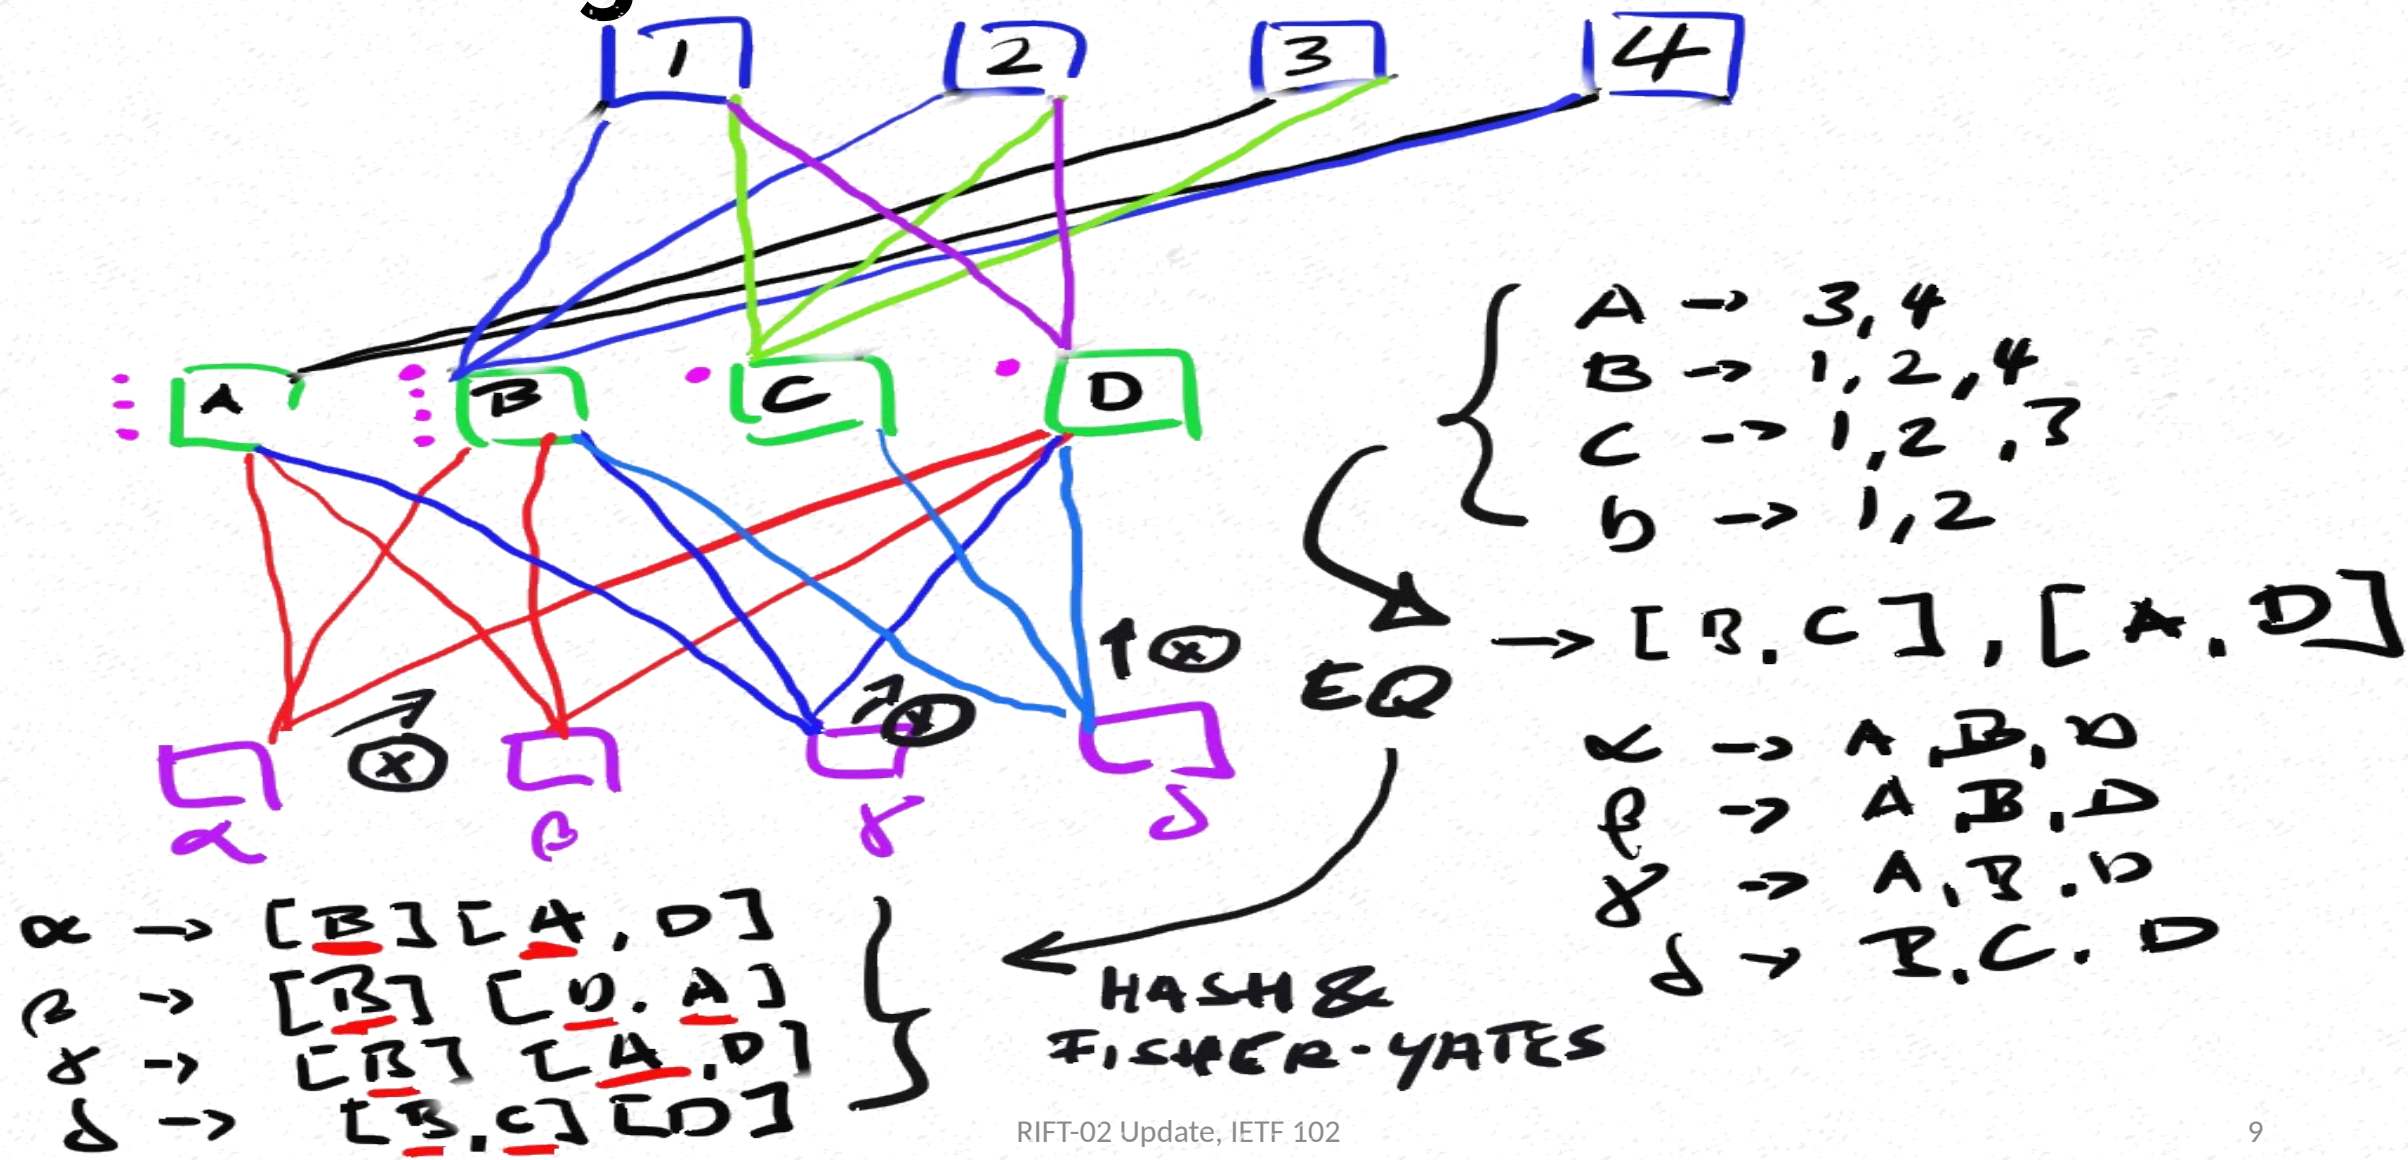 1 2 3 4
A B C D
A → 3, 4
B → 1, 2, 4
C → 1, 2, 3
D → 1, 2
EQ → [B. C], [A. D]
α → A, B, D
β → A, B, D
γ → A, B. D
δ → B. C. D
α β γ δ
α → [B] [A, D]
β → [B] [D. A]
γ → [B] [A. D]
δ → [B. C] [D]
HASH &
FISHER-YATES
RIFT-02 Update, IETF 102
9